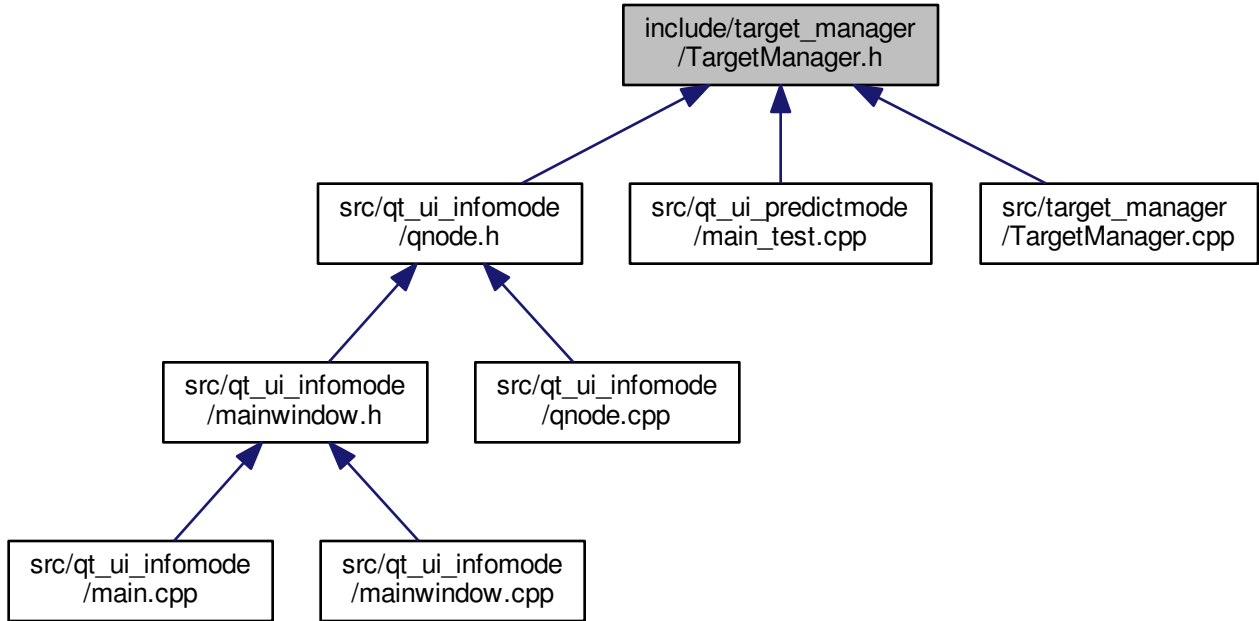 include/target_manager
/TargetManager.h
src/qt_ui_infomode
/qnode.h
src/qt_ui_predictmode
/main_test.cpp
src/target_manager
/TargetManager.cpp
src/qt_ui_infomode
/mainwindow.h
src/qt_ui_infomode
/qnode.cpp
src/qt_ui_infomode
/main.cpp
src/qt_ui_infomode
/mainwindow.cpp